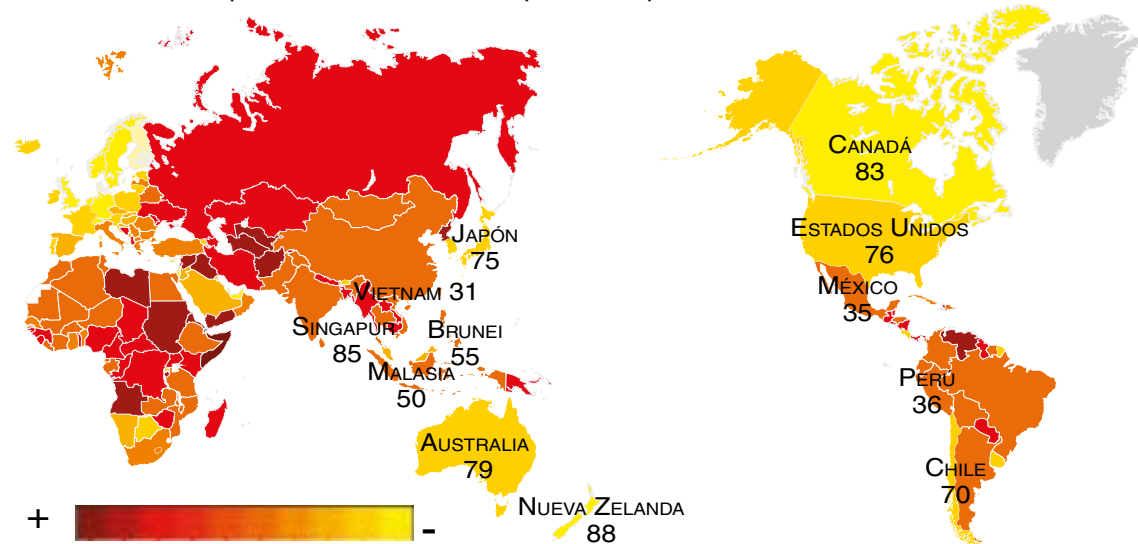 Canadá
83
Estados Unidos
76
Japón
75
México
35
Vietnam 31
Singapur
85
Brunei
55
Malasia
50
Perú
36
Australia
79
Chile
70
Nueva Zelanda
88
+
-